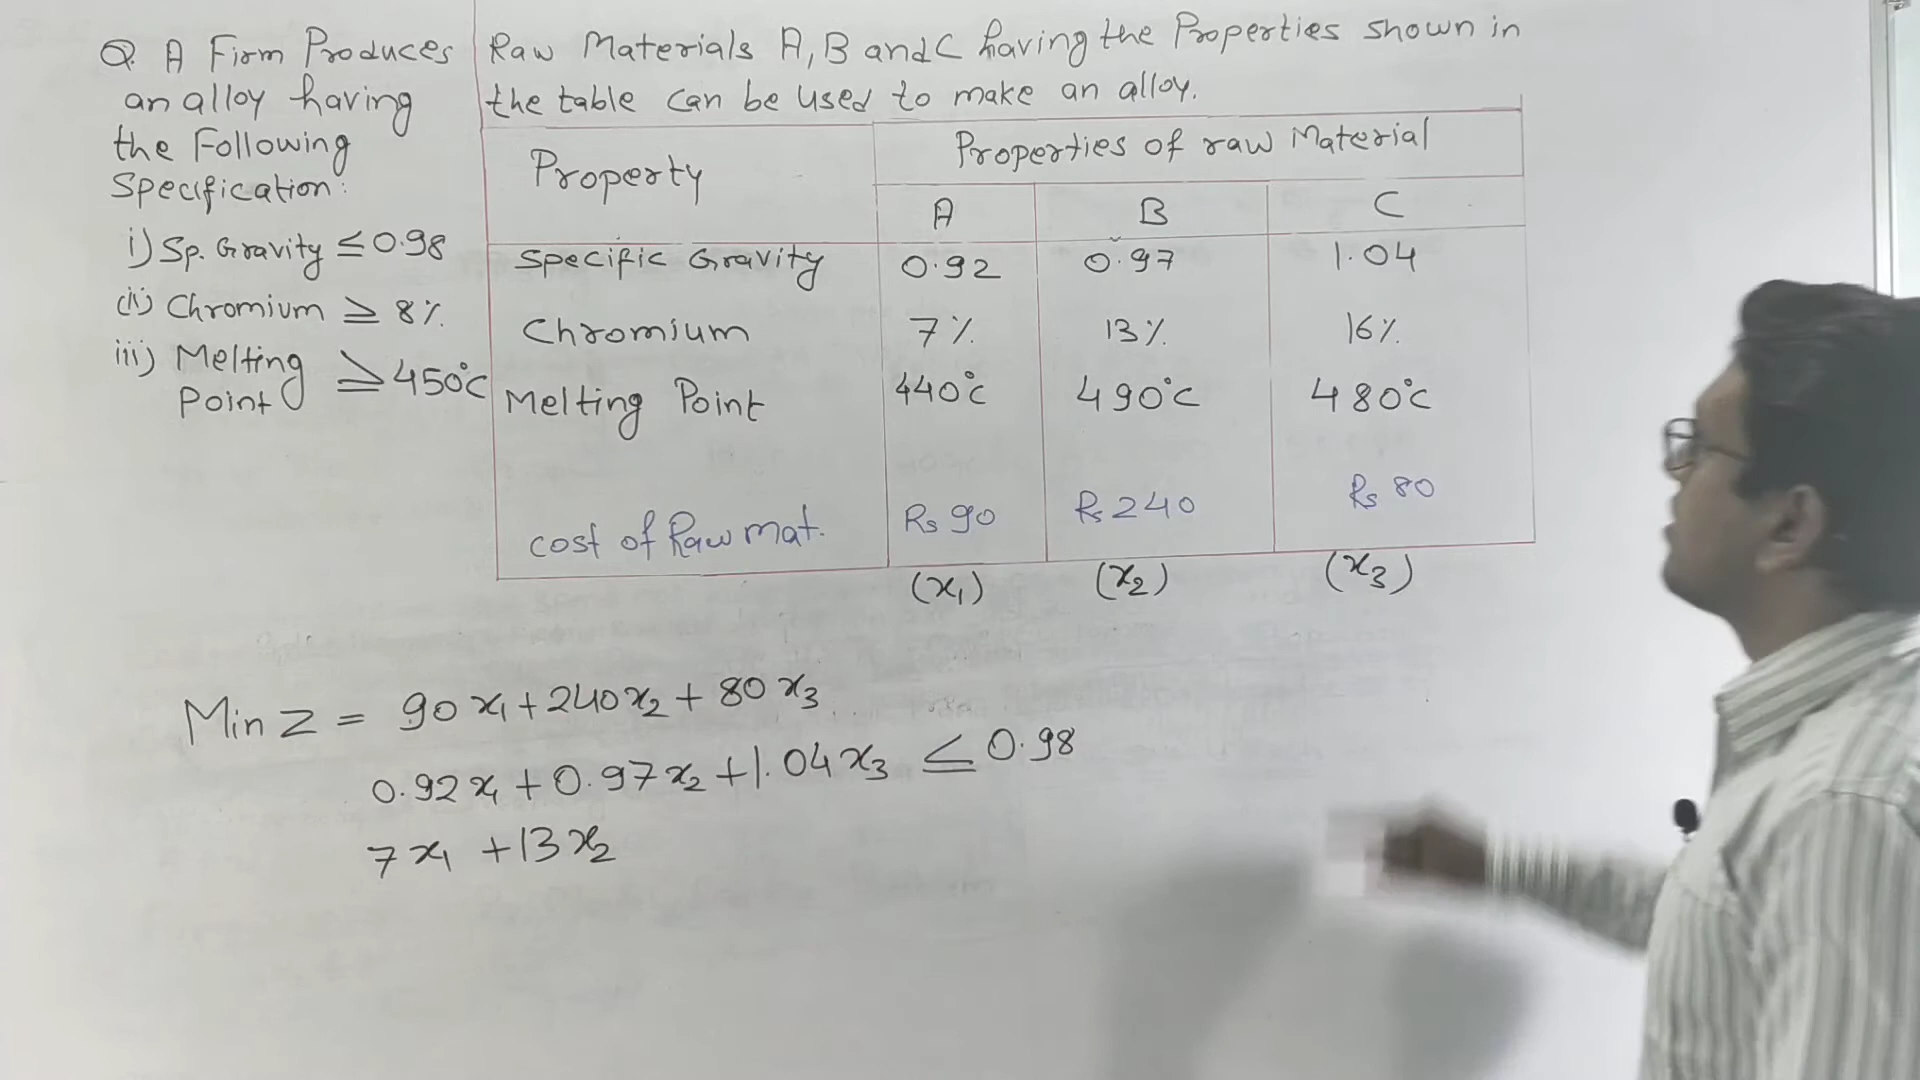 Q. A Firm Produces
an alloy having
the Following
Specification:
i) Sp. Gravity ≤ 0.98
(ii) Chromium ≥ 8%.
iii) Melting
Point ≥ 450°c
Raw Materials A, B and C having the Properties shown in
the table can be used to make an alloy.
Property
Properties of raw Material
A B C
Specific Gravity 0.92 0.97 1.04
Chromium 7% 13% 16%
Melting Point 440°c 490°c 480°c
cost of Raw mat. Rs 90 Rs 240 Rs 80
(x₁) (x₂) (x₃)
Min Z = 90x₁ + 240x₂ + 80x₃
0.92x₁ + 0.97x₂ + 1.04x₃ ≤ 0.98
7x₁ + 13x₂